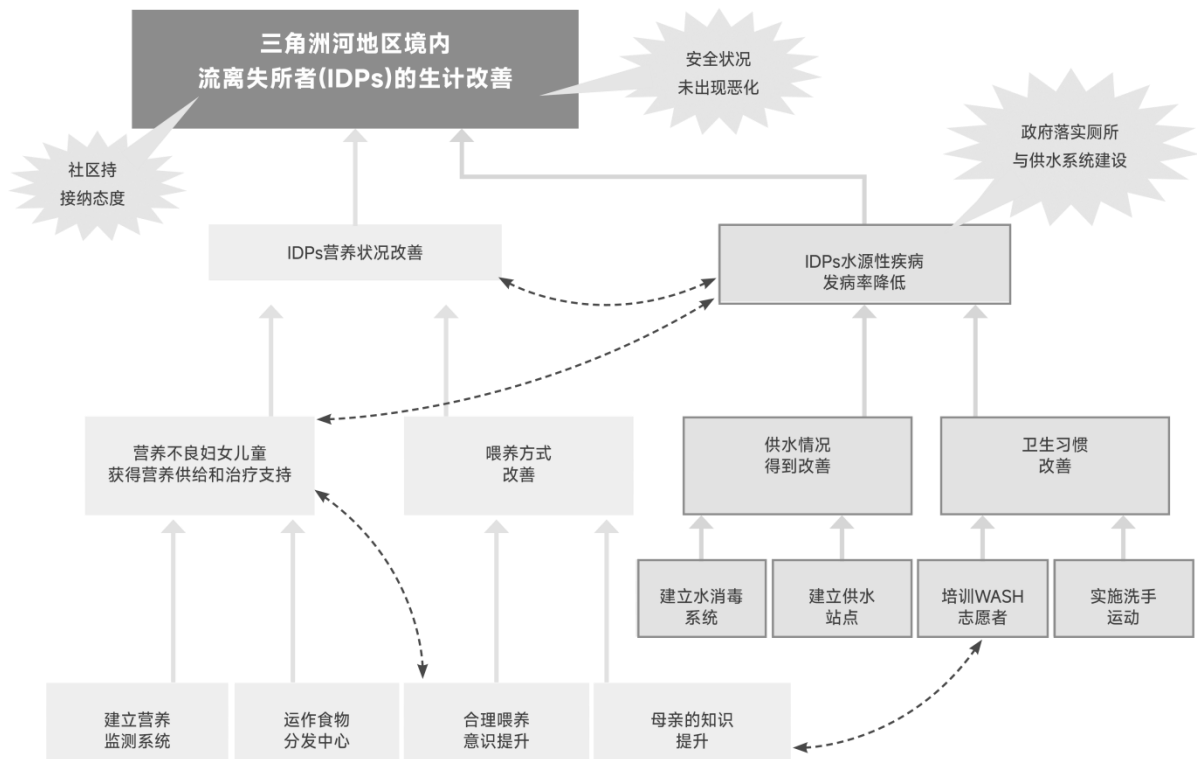 三角洲河地区境内
流离失所者(IDPs)的生计改善
安全状况
未出现恶化
政府落实厕所
与供水系统建设
社区持
接纳态度
IDPs营养状况改善
IDPs水源性疾病
发病率降低
营养不良妇女儿童
获得营养供给和治疗支持
喂养方式
改善
供水情况
得到改善
卫生习惯
改善
建立水消毒
系统
建立供水
站点
培训WASH
志愿者
实施洗手
运动
建立营养
监测系统
运作食物
分发中心
合理喂养
意识提升
母亲的知识
提升